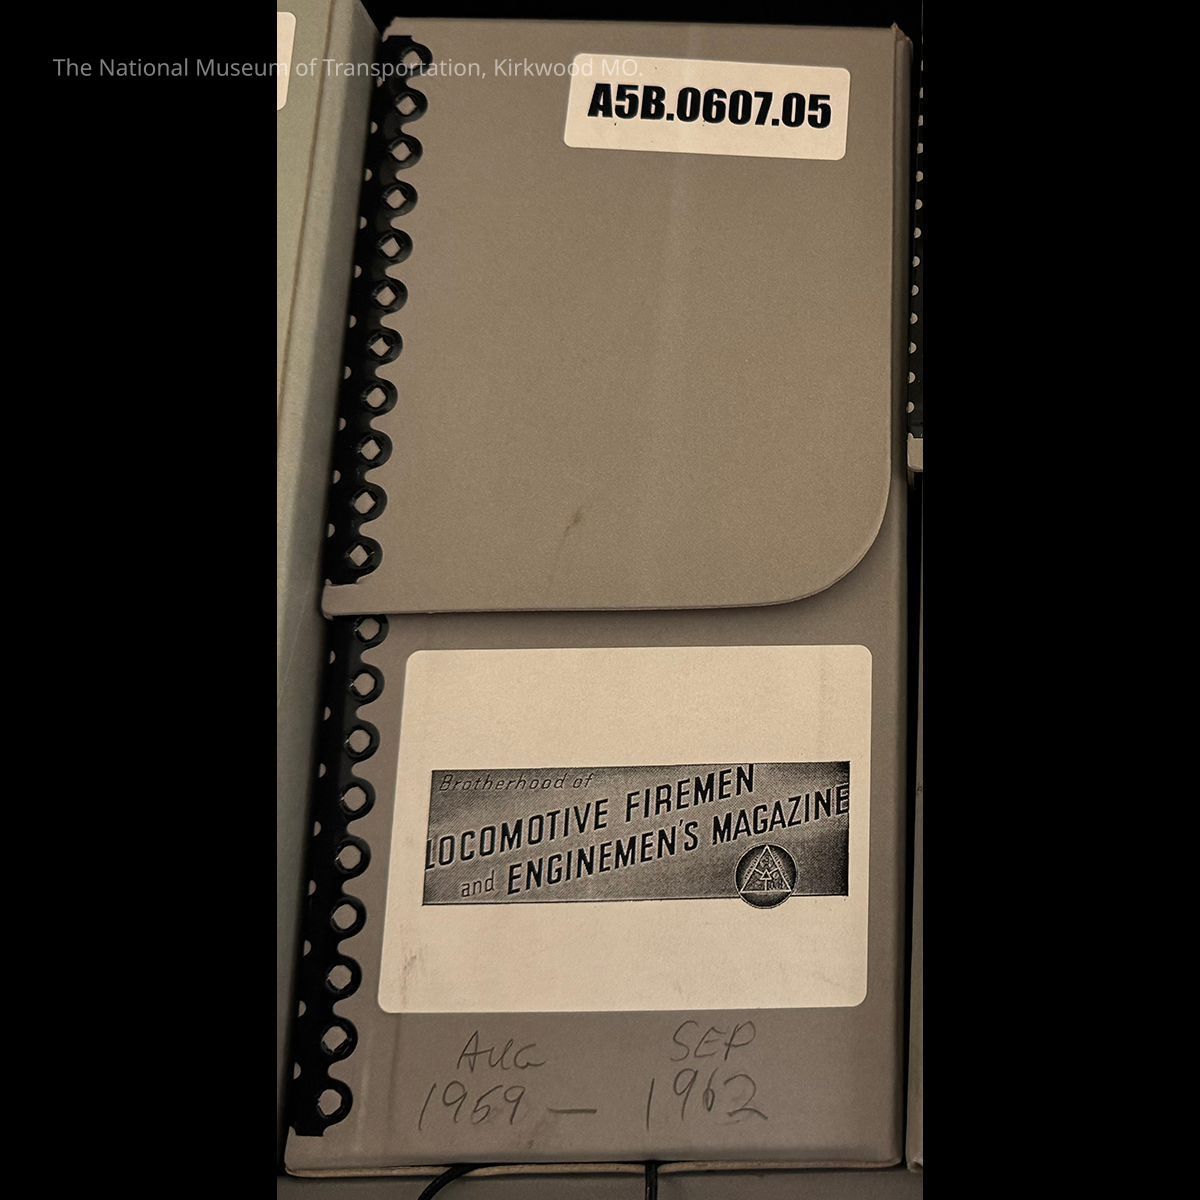 The National Museum of Transportation, Kirkwood MO.
A5B.0607.05
Brotherhood of
LOCOMOTIVE FIREMEN
and ENGINEMEN'S MAGAZINE
AUG SEP
1959 — 1962